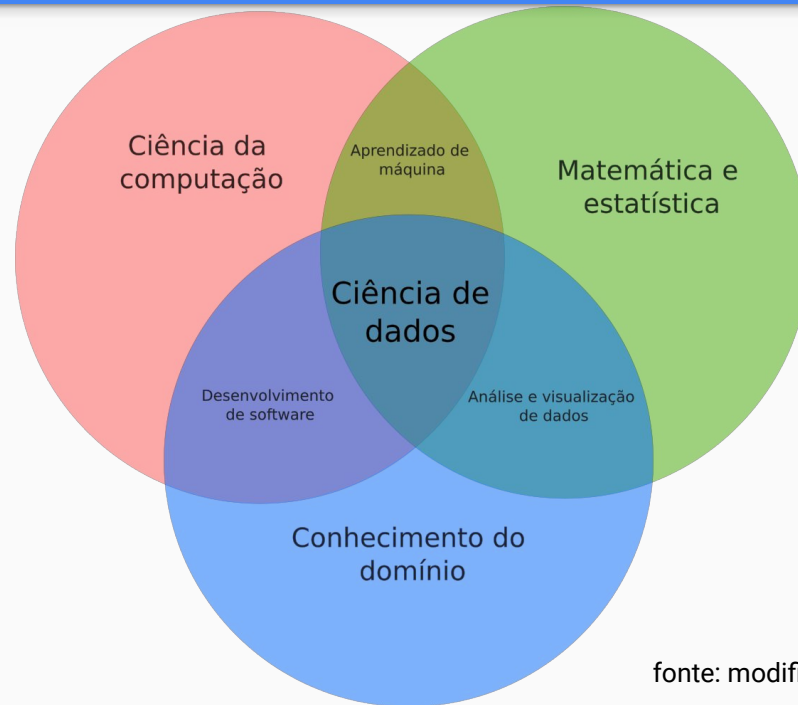 Ciência da
computação
Aprendizado de
máquina
Matemática e
estatística
Ciência de
dados
Desenvolvimento
de software
Análise e visualização
de dados
Conhecimento do
domínio
fonte: